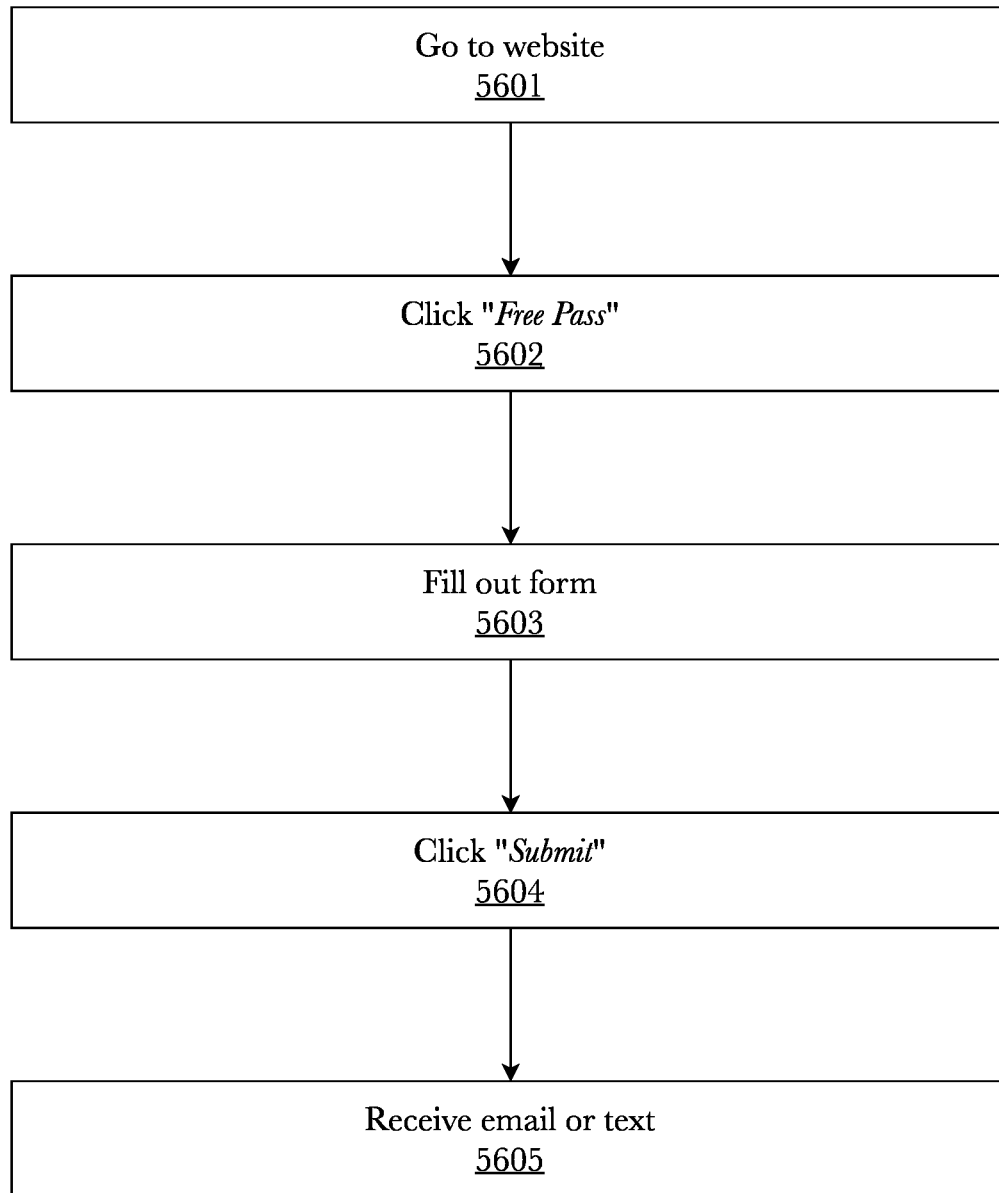 Go to website
5601
Click "Free Pass"
5602
Fill out form
5603
Click "Submit"
5604
Receive email or text
5605